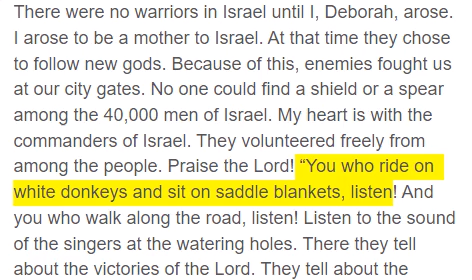 There were no warriors in Israel until I, Deborah, arose.
I arose to be a mother to Israel. At that time they chose
to follow new gods. Because of this, enemies fought us
at our city gates. No one could find a shield or a spear
among the 40,000 men of Israel. My heart is with the
commanders of Israel. They volunteered freely from
among the people. Praise the Lord! “You who ride on
white donkeys and sit on saddle blankets, listen! And
you who walk along the road, listen! Listen to the sound
of the singers at the watering holes. There they tell
about the victories of the Lord. They tell about the